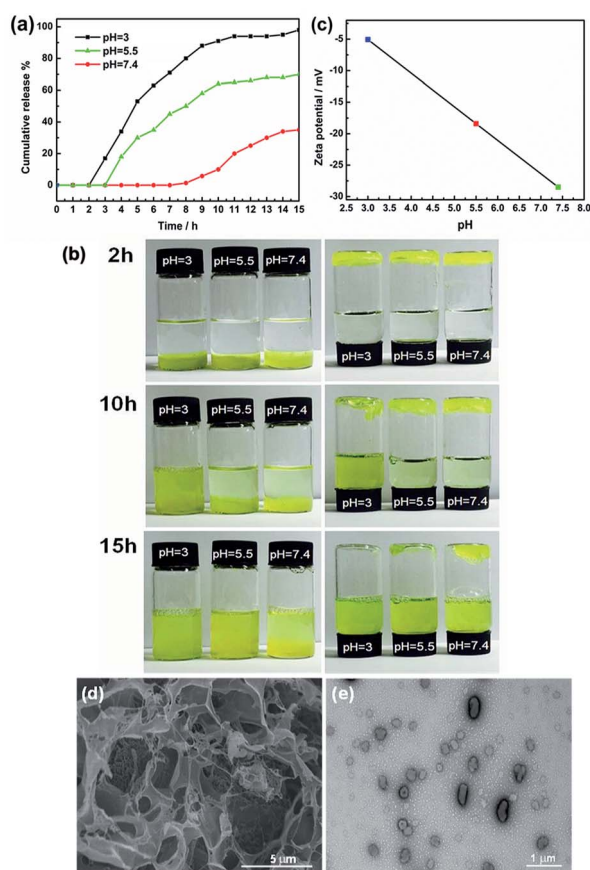 (a)
100
80
60
40
20
0
Cumulative release %
pH=3
pH=5.5
pH=7.4
0 1 2 3 4 5 6 7 8 9 10 11 12 13 14 15
Time / h
(c)
-5
-10
-15
-20
-25
-30
Zeta potential / mV
2.5 3.0 3.5 4.0 4.5 5.0 5.5 6.0 6.5 7.0 7.5 8.0
pH
(b)
2h
pH=3 pH=5.5 pH=7.4
pH=3 pH=5.5 pH=7.4
10h
pH=3 pH=5.5 pH=7.4
pH=3 pH=5.5 pH=7.4
15h
pH=3 pH=5.5 pH=7.4
pH=3 pH=5.5 pH=7.4
(d)
5 μm
(e)
1 μm